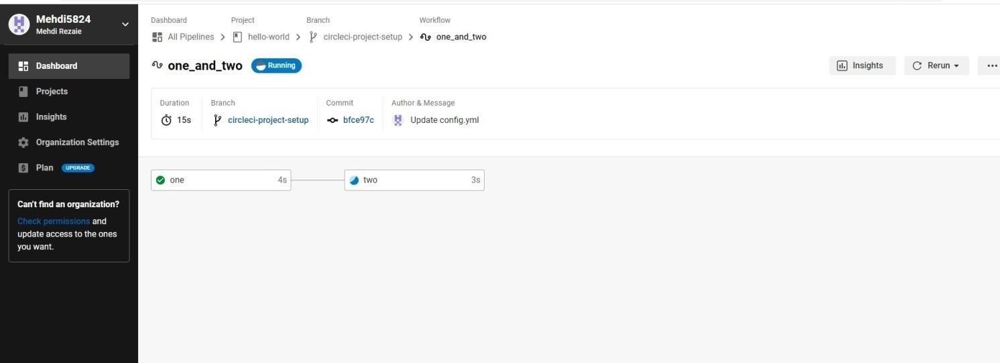 Mehdi5824
Mehdi Rezaie
Dashboard
Projects
Insights
Organization Settings
Plan UPGRADE
Can't find an organization?
Check permissions and
update access to the ones
you want.
Dashboard Project Branch Workflow
All Pipelines hello-world circleci-project-setup one_and_two
one_and_two Running Insights Rerun
Duration Branch Commit Author & Message
15s circleci-project-setup bfce97c Update config.yml
one 4s two 3s